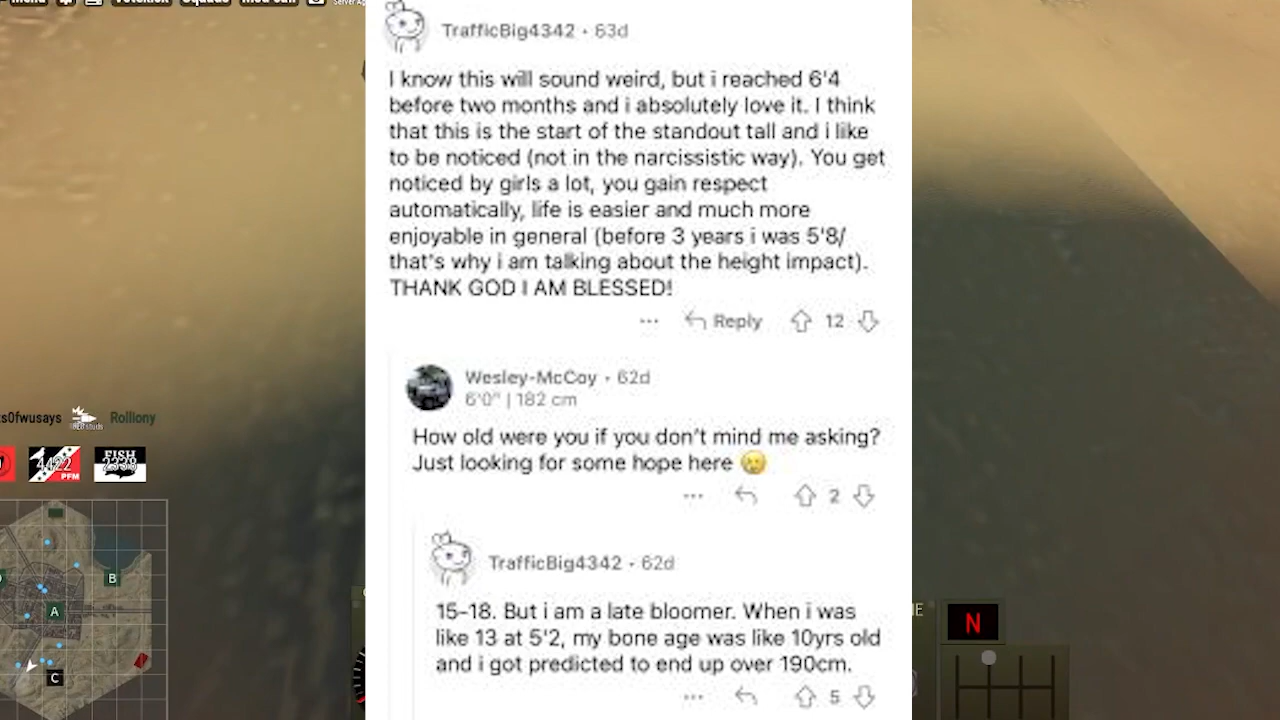 TrafficBig4342 · 63d
I know this will sound weird, but i reached 6'4
before two months and i absolutely love it. I think
that this is the start of the standout tall and i like
to be noticed (not in the narcissistic way). You get
noticed by girls a lot, you gain respect
automatically, life is easier and much more
enjoyable in general (before 3 years i was 5'8/
that's why i am talking about the height impact).
THANK GOD I AM BLESSED!
... Reply 12
Wesley-McCoy · 62d
6'0" | 182 cm
How old were you if you don't mind me asking?
Just looking for some hope here 🥲
... 2
TrafficBig4342 · 62d
15-18. But i am a late bloomer. When i was
like 13 at 5'2, my bone age was like 10yrs old
and i got predicted to end up over 190cm.
... 5
Rolliony
4422
PFM
FISH
2338
B
A
C
N